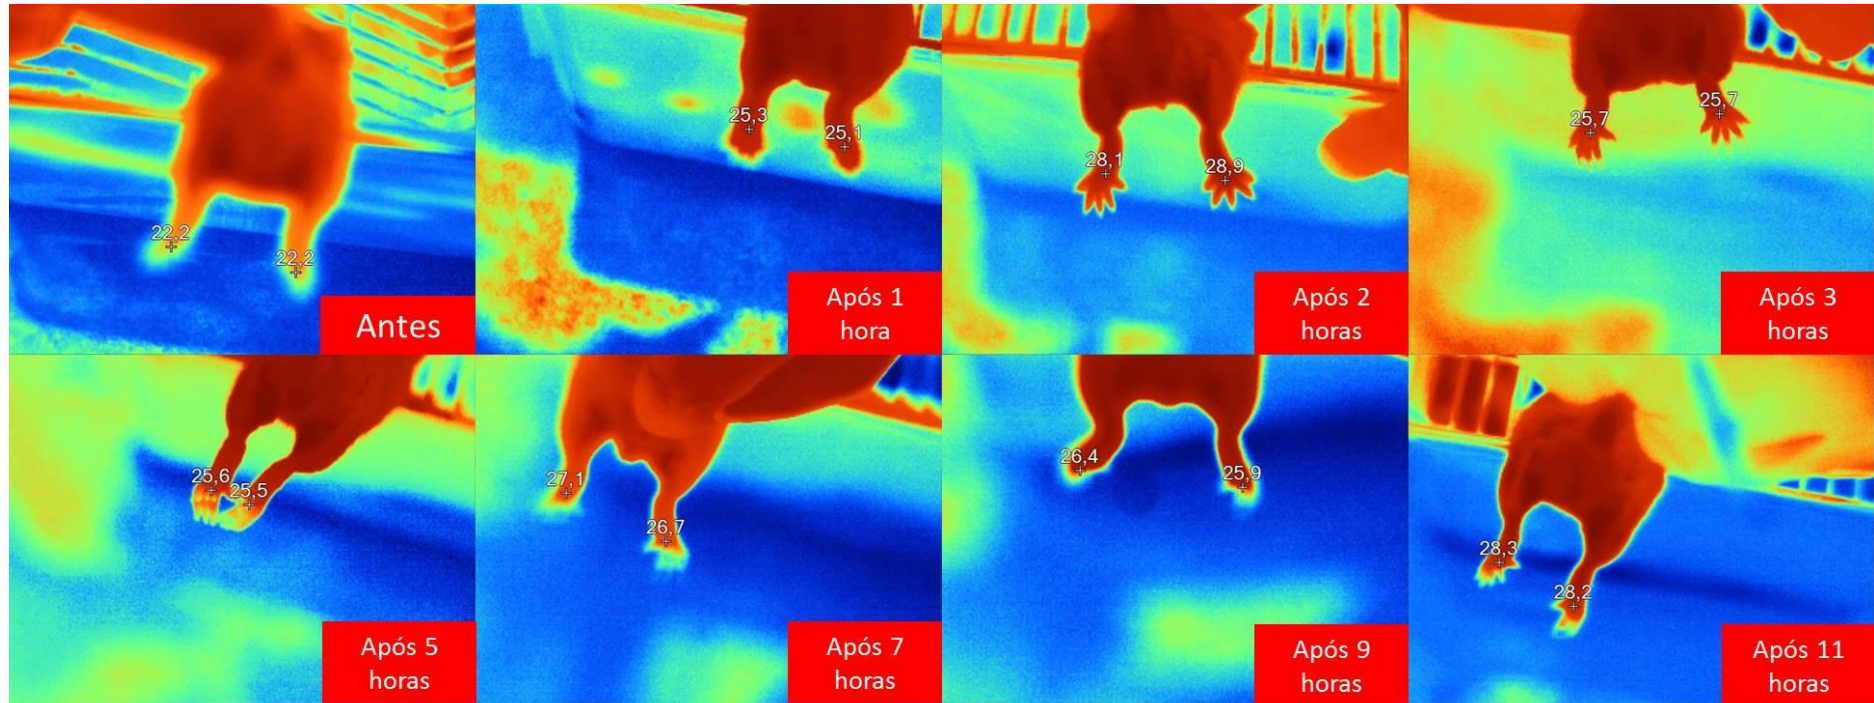 22,2
22,2
Antes
25,3
25,1
Após 1
hora
28,1
28,9
Após 2
horas
25,7
25,7
Após 3
horas
25,6
25,5
Após 5
horas
27,1
26,7
Após 7
horas
26,4
25,9
Após 9
horas
28,3
28,2
Após 11
horas